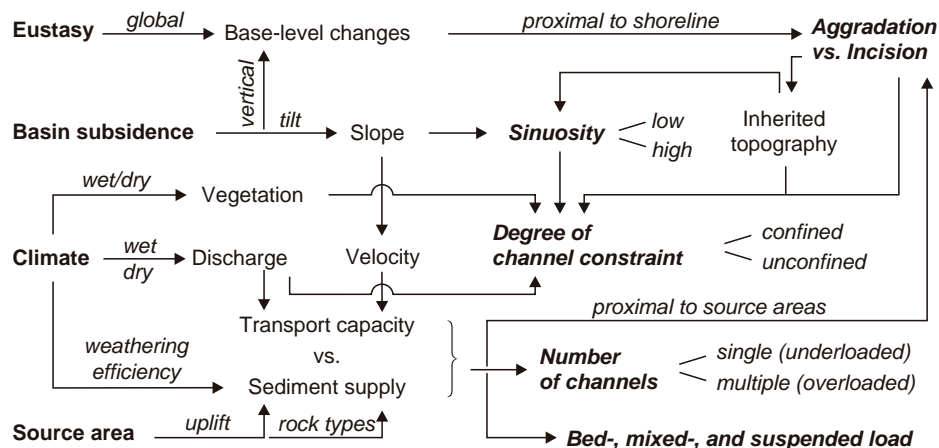 Eustasy
global
Base-level changes
proximal to shoreline
Aggradation
vs. Incision
vertical
Basin subsidence
tilt
Slope
Sinuosity
low
high
Inherited
topography
wet/dry
Vegetation
Climate
wet
dry
Discharge
Velocity
Degree of
channel constraint
confined
unconfined
proximal to source areas
Transport capacity
vs.
Sediment supply
weathering
efficiency
Number
of channels
single (underloaded)
multiple (overloaded)
Source area
uplift
rock types
Bed-, mixed-, and suspended load